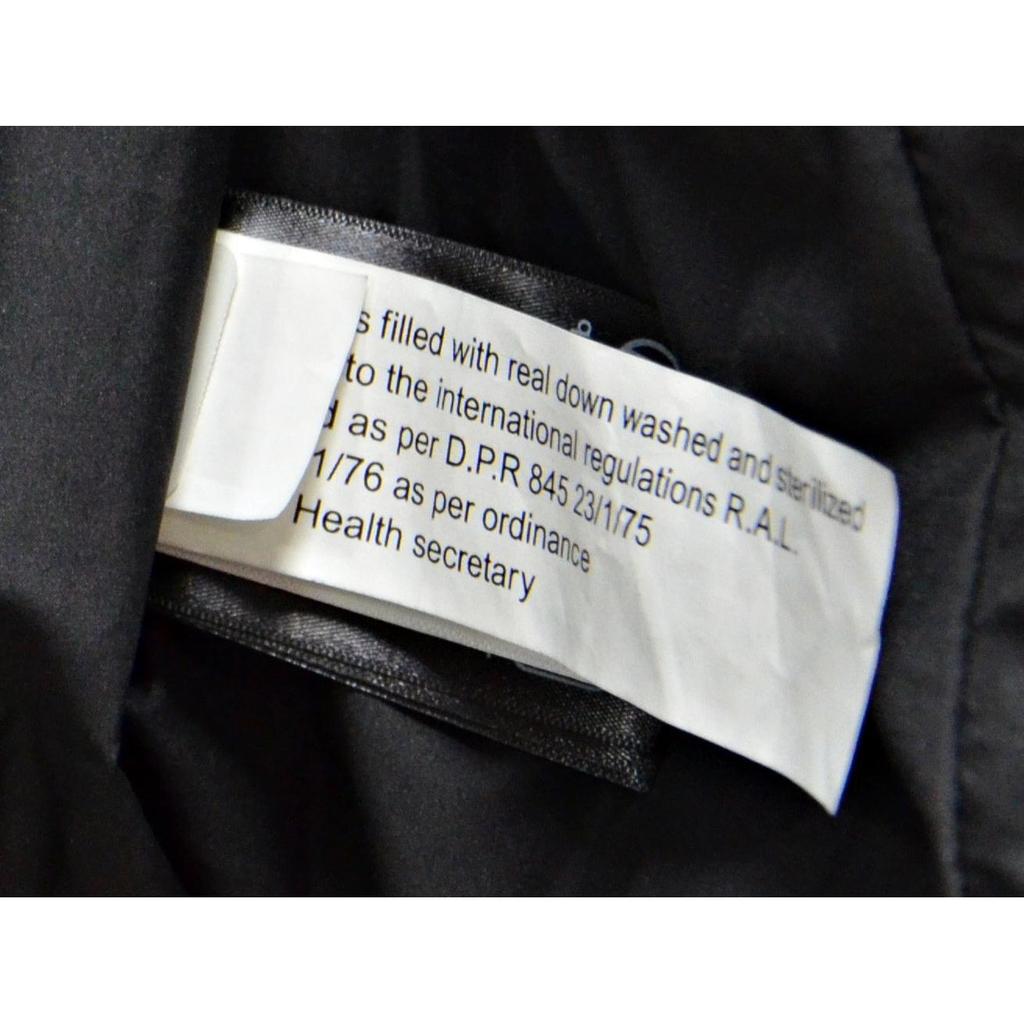 s filled with real down washed and sterilized
to the international regulations R.A.L.
d as per D.P.R 845 23/1/75
1/76 as per ordinance
Health secretary